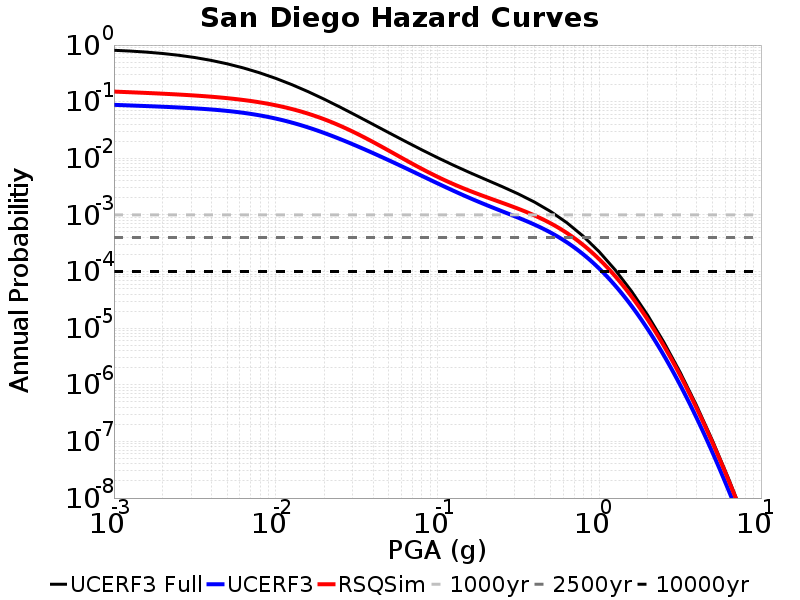 San Diego Hazard Curves
10^0
10^-1
10^-2
10^-3
10^-4
10^-5
10^-6
10^-7
10^-8
Annual Probabilitiy
10^-3 10^-2 10^-1 10^0 10^1
PGA (g)
UCERF3 Full UCERF3 RSQSim 1000yr 2500yr 10000yr